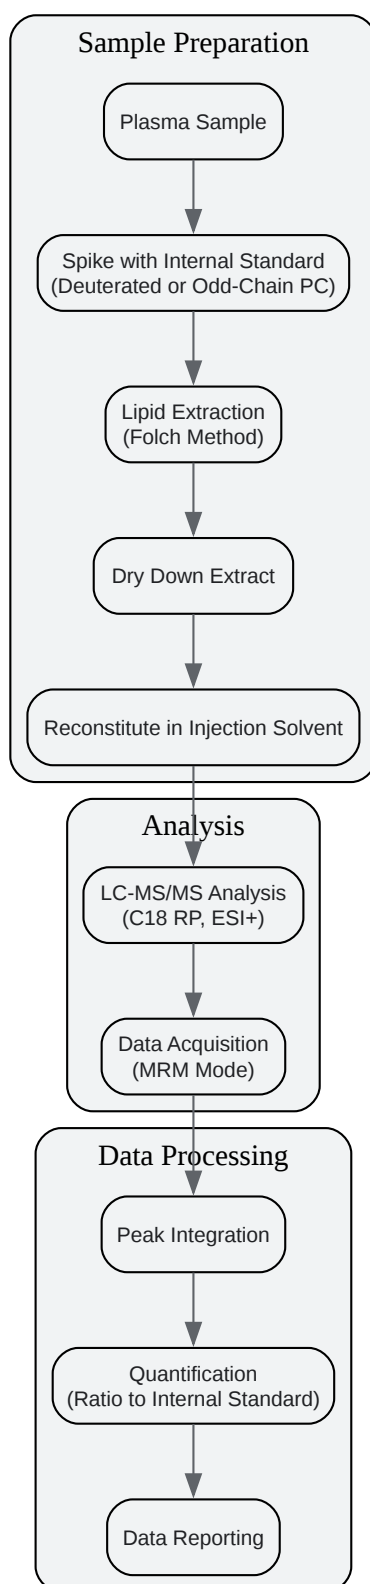 Sample Preparation
Plasma Sample
Spike with Internal Standard
(Deuterated or Odd-Chain PC)
Lipid Extraction
(Folch Method)
Dry Down Extract
Reconstitute in Injection Solvent
Analysis
LC-MS/MS Analysis
(C18 RP, ESI+)
Data Acquisition
(MRM Mode)
Data Processing
Peak Integration
Quantification
(Ratio to Internal Standard)
Data Reporting